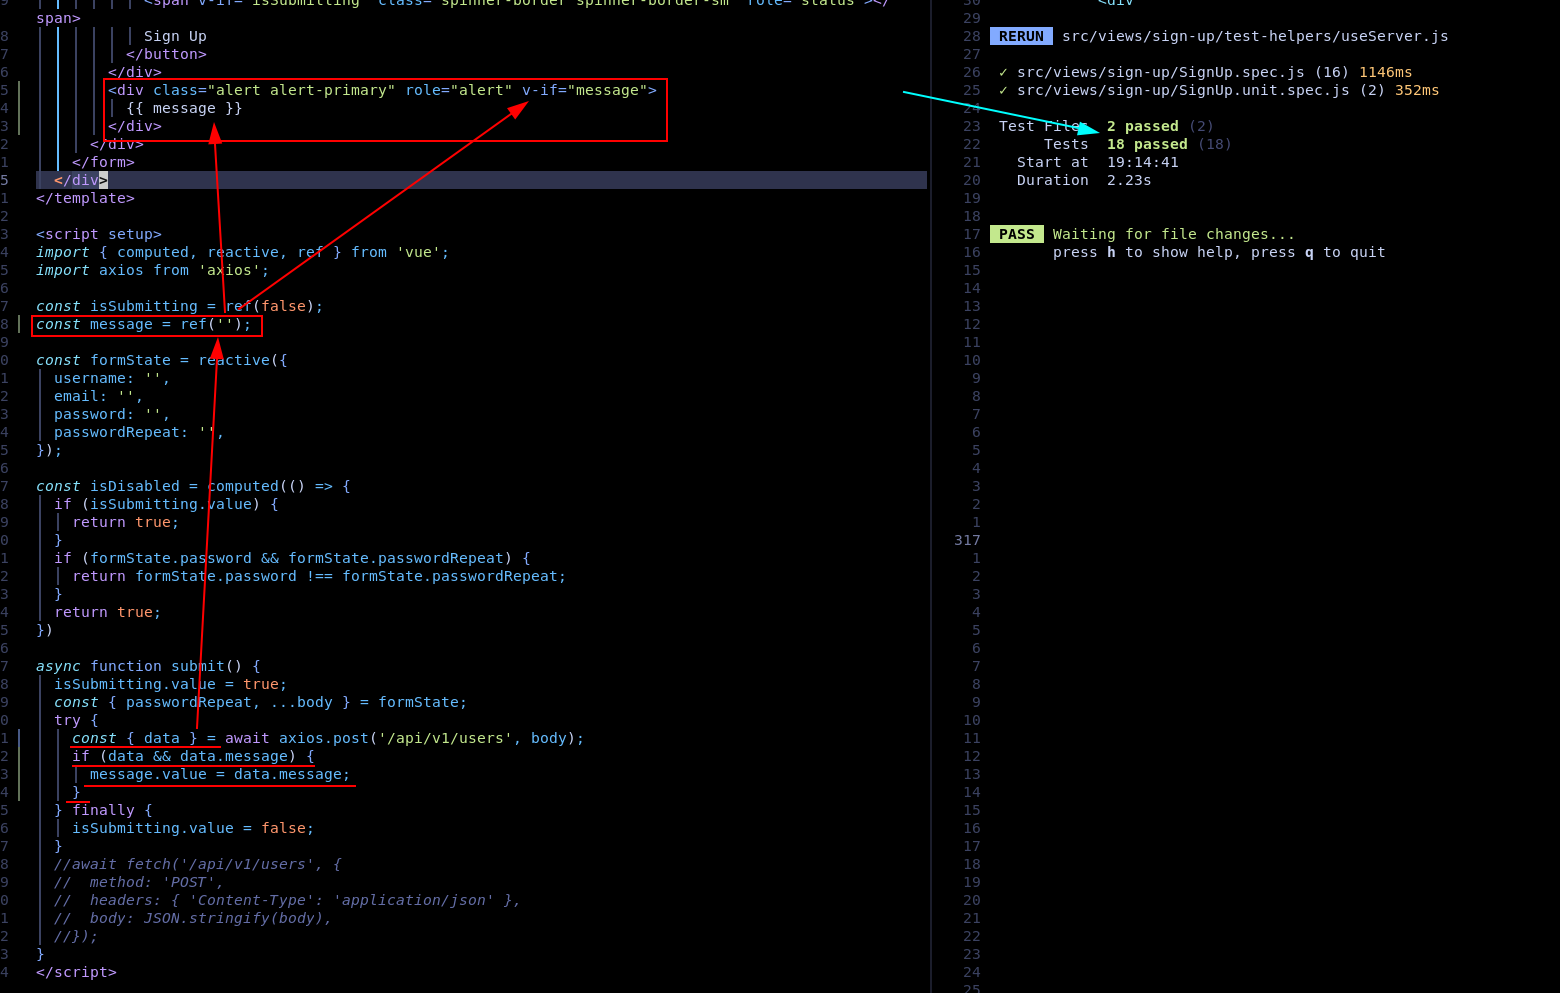 <span v-if="isSubmitting" class="spinner-border spinner-border-sm" role="status"></
span>
8 Sign Up
7 </button>
6 </div>
5 <div class="alert alert-primary" role="alert" v-if="message">
4 {{ message }}
3 </div>
2 </div>
1 </form>
5 </div>
1 </template>
2
3 <script setup>
4 import { computed, reactive, ref } from 'vue';
5 import axios from 'axios';
6
7 const isSubmitting = ref(false);
8 const message = ref('');
9
0 const formState = reactive({
1 username: '',
2 email: '',
3 password: '',
4 passwordRepeat: '',
5 });
6
7 const isDisabled = computed(() => {
8 if (isSubmitting.value) {
9 return true;
0 }
1 if (formState.password && formState.passwordRepeat) {
2 return formState.password !== formState.passwordRepeat;
3 }
4 return true;
5 })
6
7 async function submit() {
8 isSubmitting.value = true;
9 const { passwordRepeat, ...body } = formState;
0 try {
1 const { data } = await axios.post('/api/v1/users', body);
2 if (data && data.message) {
3 message.value = data.message;
4 }
5 } finally {
6 isSubmitting.value = false;
7 }
8 //await fetch('/api/v1/users', {
9 //  method: 'POST',
0 //  headers: { 'Content-Type': 'application/json' },
1 //  body: JSON.stringify(body),
2 //});
3 }
4 </script>
30 <div
29
28 RERUN src/views/sign-up/test-helpers/useServer.js
27
26 ✓ src/views/sign-up/SignUp.spec.js (16) 1146ms
25 ✓ src/views/sign-up/SignUp.unit.spec.js (2) 352ms
24
23 Test Files 2 passed (2)
22 Tests 18 passed (18)
21 Start at 19:14:41
20 Duration 2.23s
19
18
17 PASS Waiting for file changes...
16 press h to show help, press q to quit
15
14
13
12
11
10
9
8
7
6
5
4
3
2
1
317
1
2
3
4
5
6
7
8
9
10
11
12
13
14
15
16
17
18
19
20
21
22
23
24
25